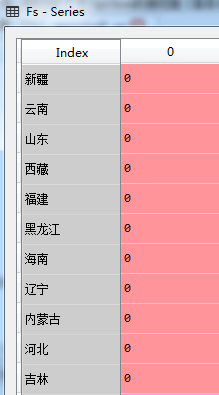 Fs - Series
Index 0
新疆 0
云南 0
山东 0
西藏 0
福建 0
黑龙江 0
海南 0
辽宁 0
内蒙古 0
河北 0
吉林 0